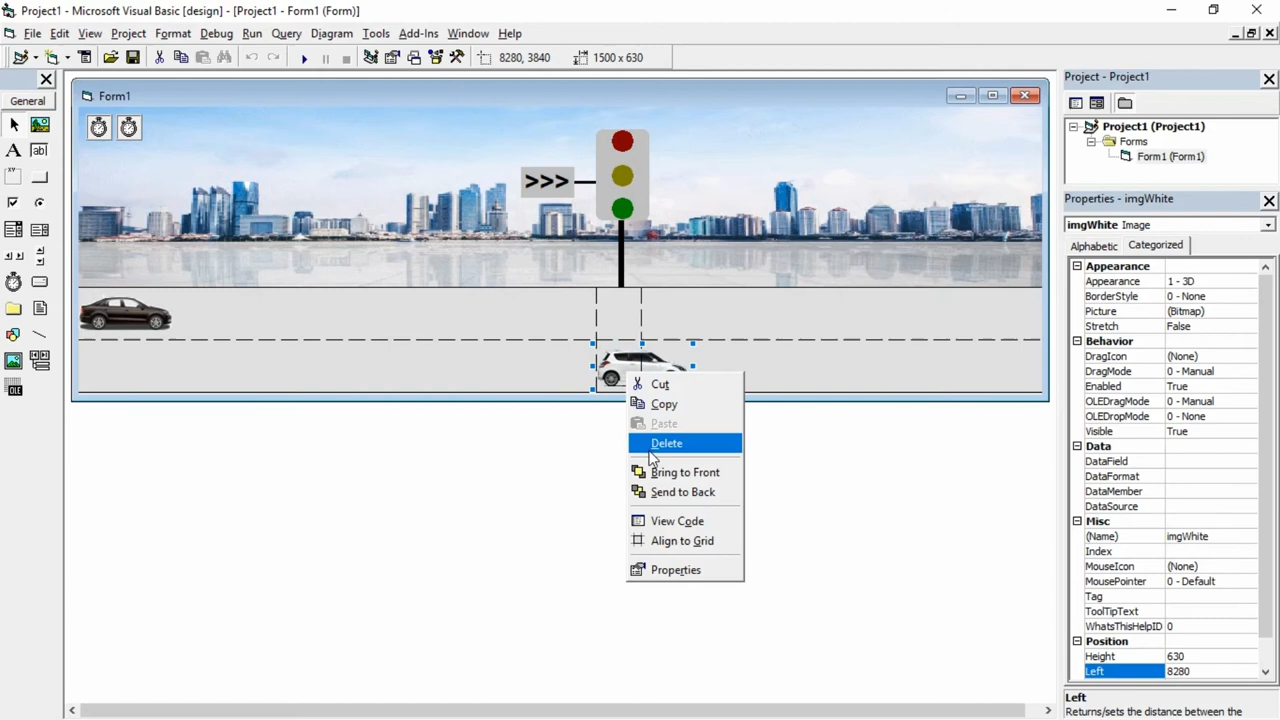 Project1 - Microsoft Visual Basic [design] - [Project1 - Form1 (Form)]
File Edit View Project Format Debug Run Query Diagram Tools Add-Ins Window Help
8280, 3840 1500 x 630
General
A
ab|
xy
OLE
Form1
>>>
Cut
Copy
Paste
Delete
Bring to Front
Send to Back
View Code
Align to Grid
Properties
Project - Project1
Project1 (Project1)
Forms
Form1 (Form1)
Properties - imgWhite
imgWhite Image
Alphabetic Categorized
Appearance
Appearance 1 - 3D
BorderStyle 0 - None
Picture (Bitmap)
Stretch False
Behavior
DragIcon (None)
DragMode 0 - Manual
Enabled True
OLEDragMode 0 - Manual
OLEDropMode 0 - None
Visible True
Data
DataField
DataFormat
DataMember
DataSource
Misc
(Name) imgWhite
Index
MouseIcon (None)
MousePointer 0 - Default
Tag
ToolTipText
WhatsThisHelpID 0
Position
Height 630
Left 8280
Left
Returns/sets the distance between the